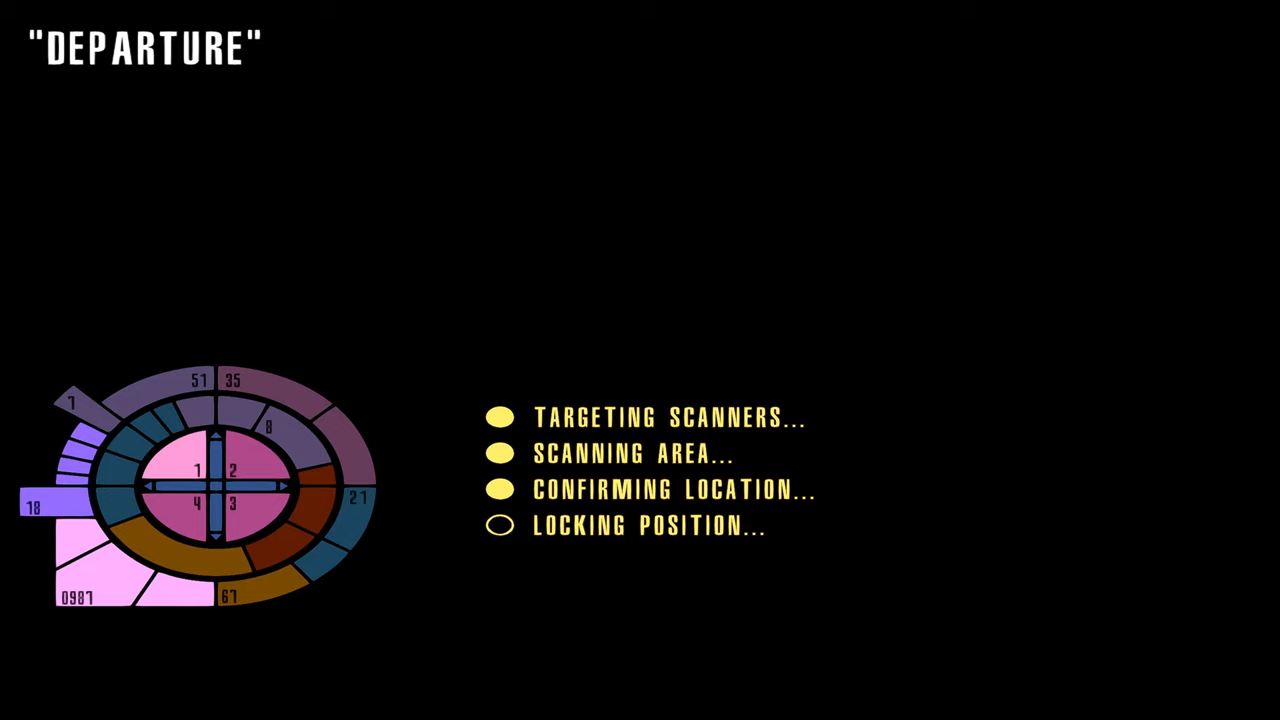 "DEPARTURE"
51 35
7
8
1 2
4 3
18
21
0987
67
TARGETING SCANNERS...
SCANNING AREA...
CONFIRMING LOCATION...
LOCKING POSITION...